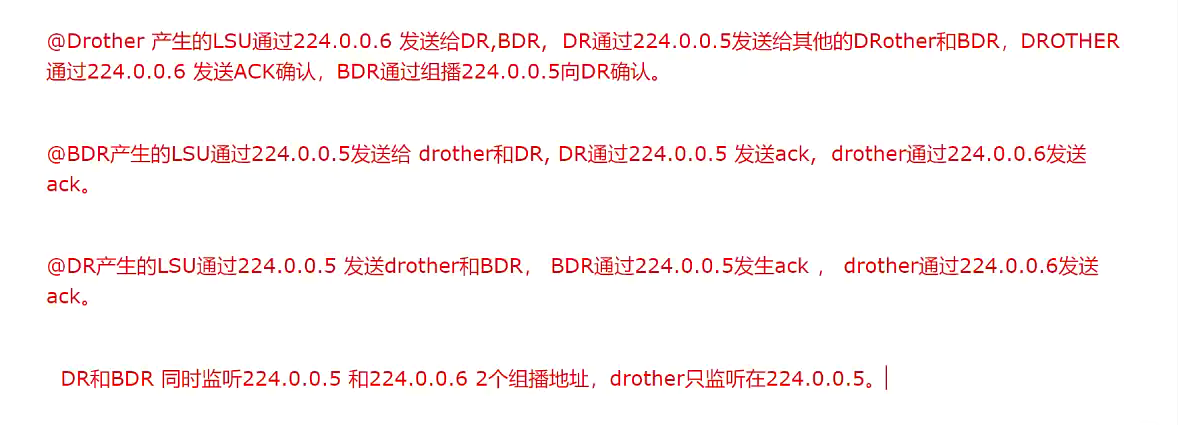 @Drother 产生的LSU通过224.0.0.6 发送给DR,BDR，DR通过224.0.0.5发送给其他的DRother和BDR，DROTHER
通过224.0.0.6 发送ACK确认，BDR通过组播224.0.0.5向DR确认。
@BDR产生的LSU通过224.0.0.5发送给 drother和DR, DR通过224.0.0.5 发送ack，drother通过224.0.0.6发送
ack。
@DR产生的LSU通过224.0.0.5 发送drother和BDR， BDR通过224.0.0.5发生ack ， drother通过224.0.0.6发送
ack。
DR和BDR 同时监听224.0.0.5 和224.0.0.6 2个组播地址，drother只监听在224.0.0.5。